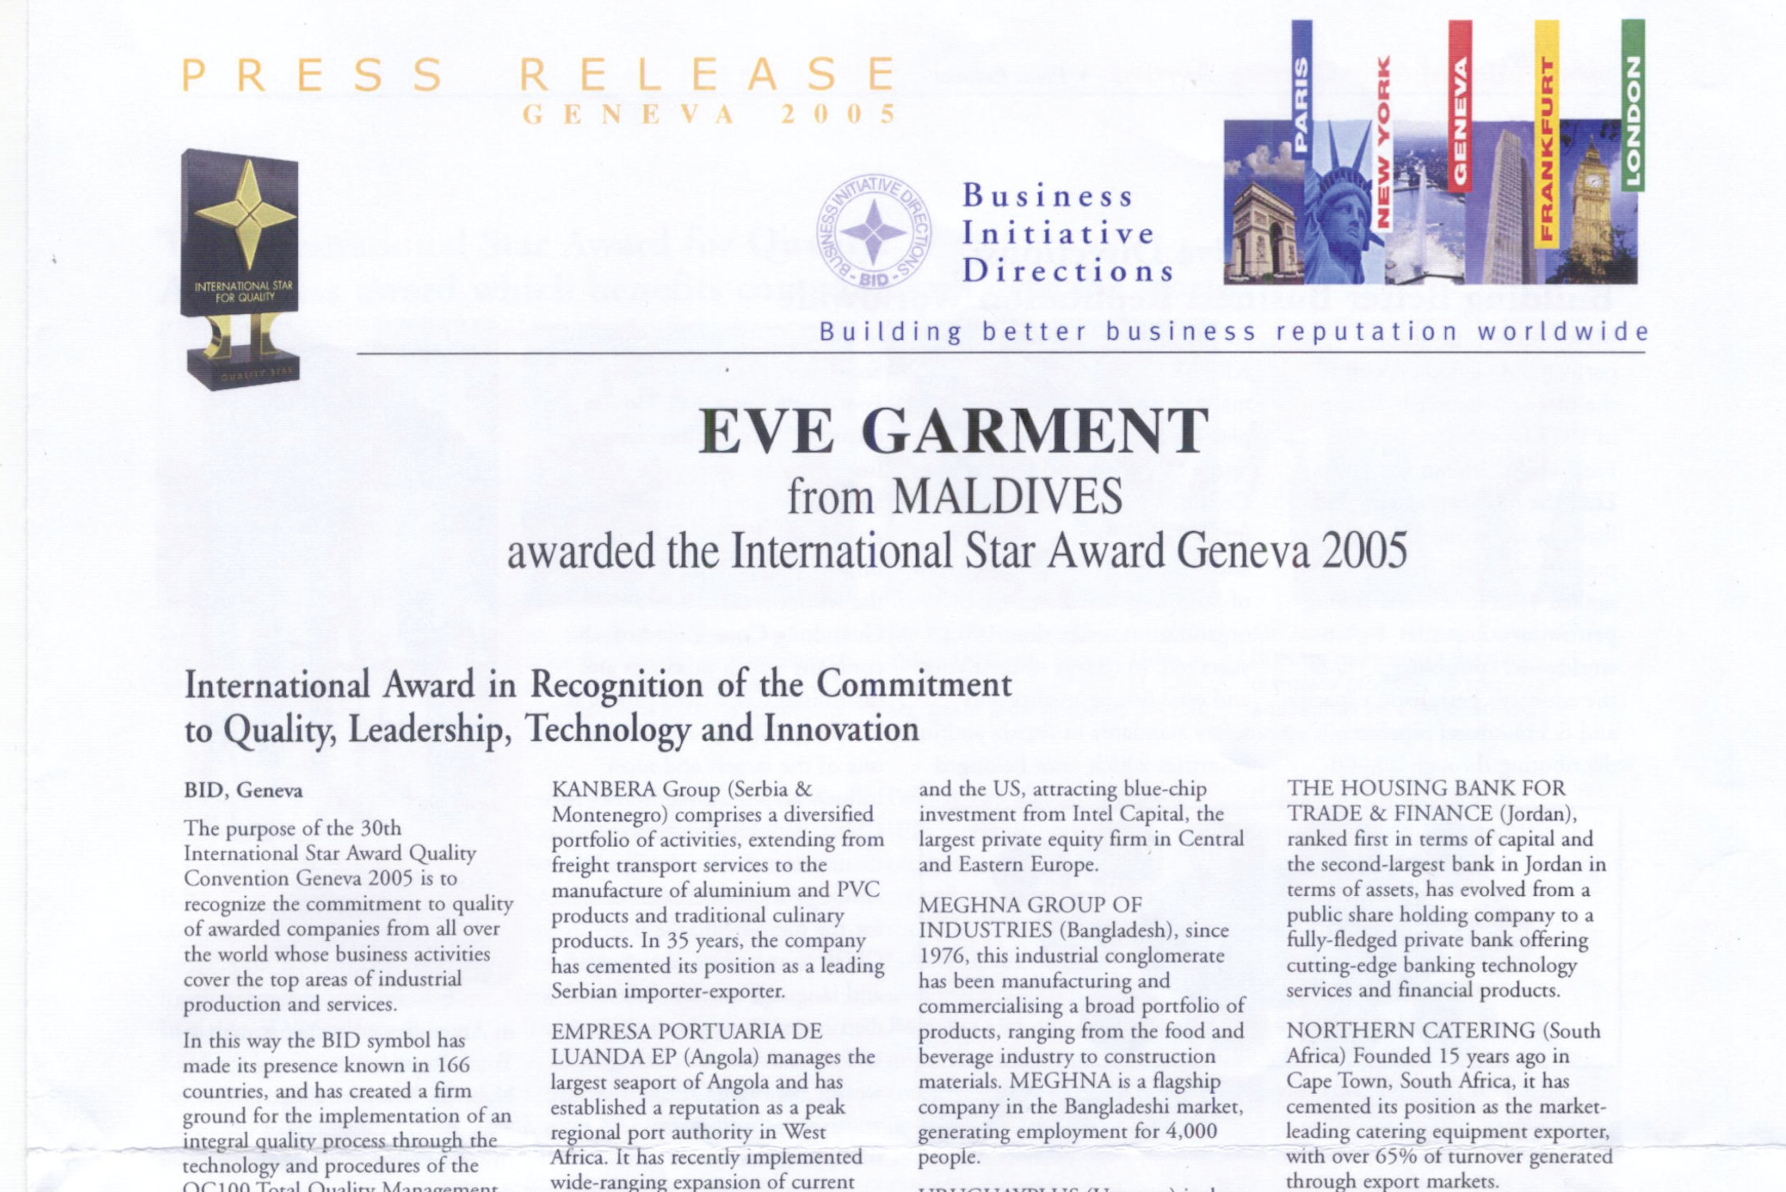 PRESS RELEASE
GENEVA 2005
INTERNATIONAL STAR
FOR QUALITY
QUALITY STAR
BUSINESS INITIATIVE DIRECTIONS
- BID -
Business
Initiative
Directions
PARIS
NEW YORK
GENEVA
FRANKFURT
LONDON
Building better business reputation worldwide
EVE GARMENT
from MALDIVES
awarded the International Star Award Geneva 2005
International Award in Recognition of the Commitment
to Quality, Leadership, Technology and Innovation
BID, Geneva
The purpose of the 30th
International Star Award Quality
Convention Geneva 2005 is to
recognize the commitment to quality
of awarded companies from all over
the world whose business activities
cover the top areas of industrial
production and services.
In this way the BID symbol has
made its presence known in 166
countries, and has created a firm
ground for the implementation of an
integral quality process through the
technology and procedures of the
QC100 Total Quality Management
KANBERA Group (Serbia &
Montenegro) comprises a diversified
portfolio of activities, extending from
freight transport services to the
manufacture of aluminium and PVC
products and traditional culinary
products. In 35 years, the company
has cemented its position as a leading
Serbian importer-exporter.
EMPRESA PORTUARIA DE
LUANDA EP (Angola) manages the
largest seaport of Angola and has
established a reputation as a peak
regional port authority in West
Africa. It has recently implemented
wide-ranging expansion of current
and the US, attracting blue-chip
investment from Intel Capital, the
largest private equity firm in Central
and Eastern Europe.
MEGHNA GROUP OF
INDUSTRIES (Bangladesh), since
1976, this industrial conglomerate
has been manufacturing and
commercialising a broad portfolio of
products, ranging from the food and
beverage industry to construction
materials. MEGHNA is a flagship
company in the Bangladeshi market,
generating employment for 4,000
people.
THE HOUSING BANK FOR
TRADE & FINANCE (Jordan),
ranked first in terms of capital and
the second-largest bank in Jordan in
terms of assets, has evolved from a
public share holding company to a
fully-fledged private bank offering
cutting-edge banking technology
services and financial products.
NORTHERN CATERING (South
Africa) Founded 15 years ago in
Cape Town, South Africa, it has
cemented its position as the market-
leading catering equipment exporter,
with over 65% of turnover generated
through export markets.